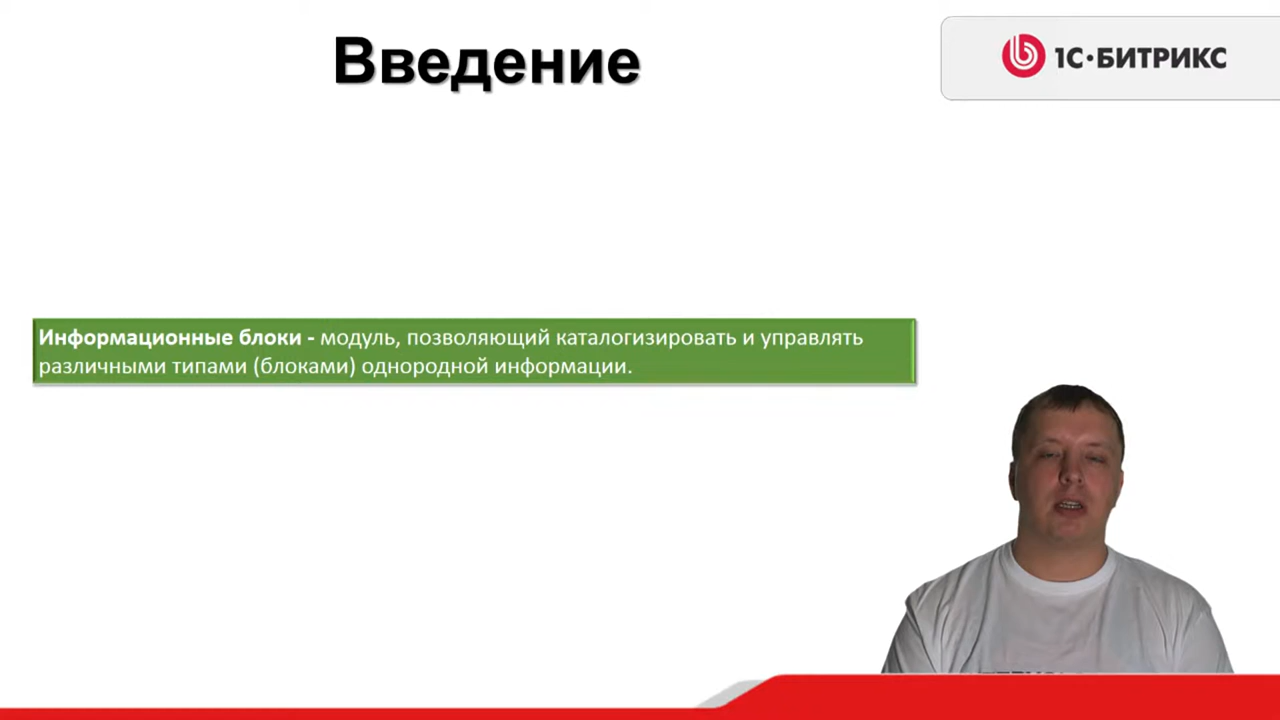 Введение
1С·БИТРИКС
Информационные блоки - модуль, позволяющий каталогизировать и управлять
различными типами (блоками) однородной информации.